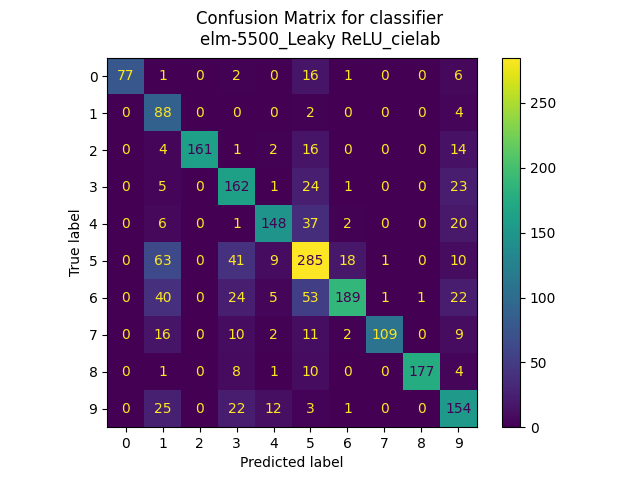 Confusion Matrix for classifier
elm-5500_Leaky ReLU_cielab
0 77 1 0 2 0 16 1 0 0 6
1 0 88 0 0 0 2 0 0 0 4
2 0 4 161 1 2 16 0 0 0 14
3 0 5 0 162 1 24 1 0 0 23
4 0 6 0 1 148 37 2 0 0 20
5 0 63 0 41 9 285 18 1 0 10
6 0 40 0 24 5 53 189 1 1 22
7 0 16 0 10 2 11 2 109 0 9
8 0 1 0 8 1 10 0 0 177 4
9 0 25 0 22 12 3 1 0 0 154
0 1 2 3 4 5 6 7 8 9
Predicted label
True label
250
200
150
100
50
0